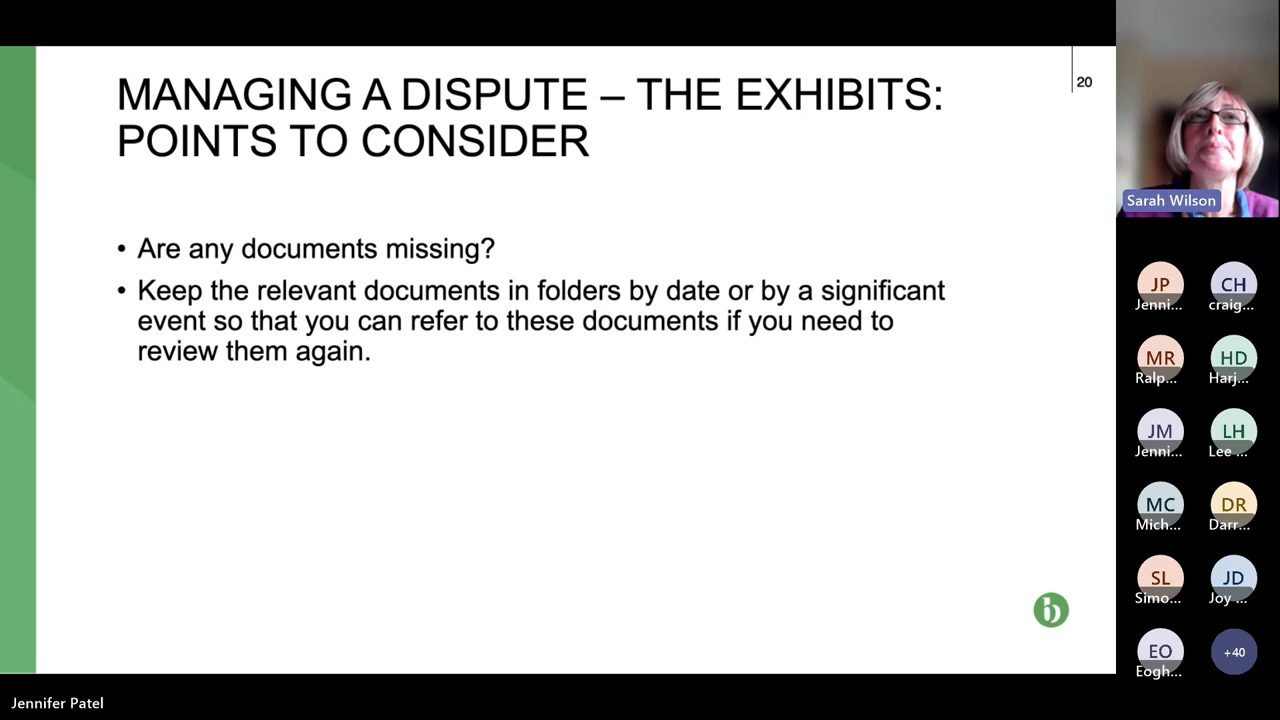 MANAGING A DISPUTE – THE EXHIBITS:
POINTS TO CONSIDER
20
• Are any documents missing?
• Keep the relevant documents in folders by date or by a significant
event so that you can refer to these documents if you need to
review them again.
b
Sarah Wilson
JP
Jenni...
CH
craig...
MR
Ralp...
HD
Harj...
JM
Jenni...
LH
Lee ...
MC
Mich...
DR
Darr...
SL
Simo...
JD
Joy ...
EO
Eogh...
+40
Jennifer Patel